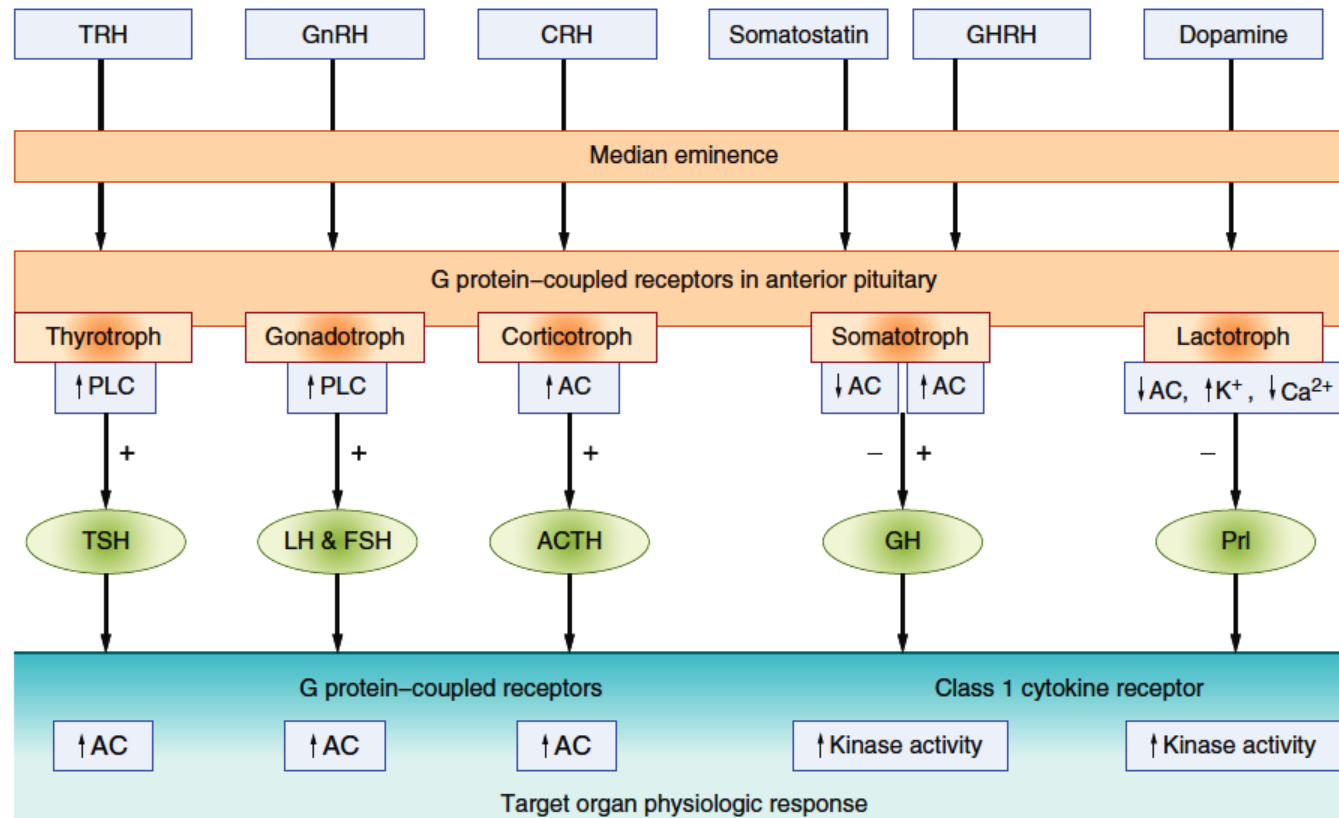 TRH GnRH CRH Somatostatin GHRH Dopamine
Median eminence
G protein–coupled receptors in anterior pituitary
Thyrotroph Gonadotroph Corticotroph Somatotroph Lactotroph
↑PLC ↑PLC ↑AC ↓AC ↑AC ↓AC, ↑K⁺, ↓Ca²⁺
+ + + – + –
TSH LH & FSH ACTH GH Prl
G protein–coupled receptors Class 1 cytokine receptor
↑AC ↑AC ↑AC ↑Kinase activity ↑Kinase activity
Target organ physiologic response